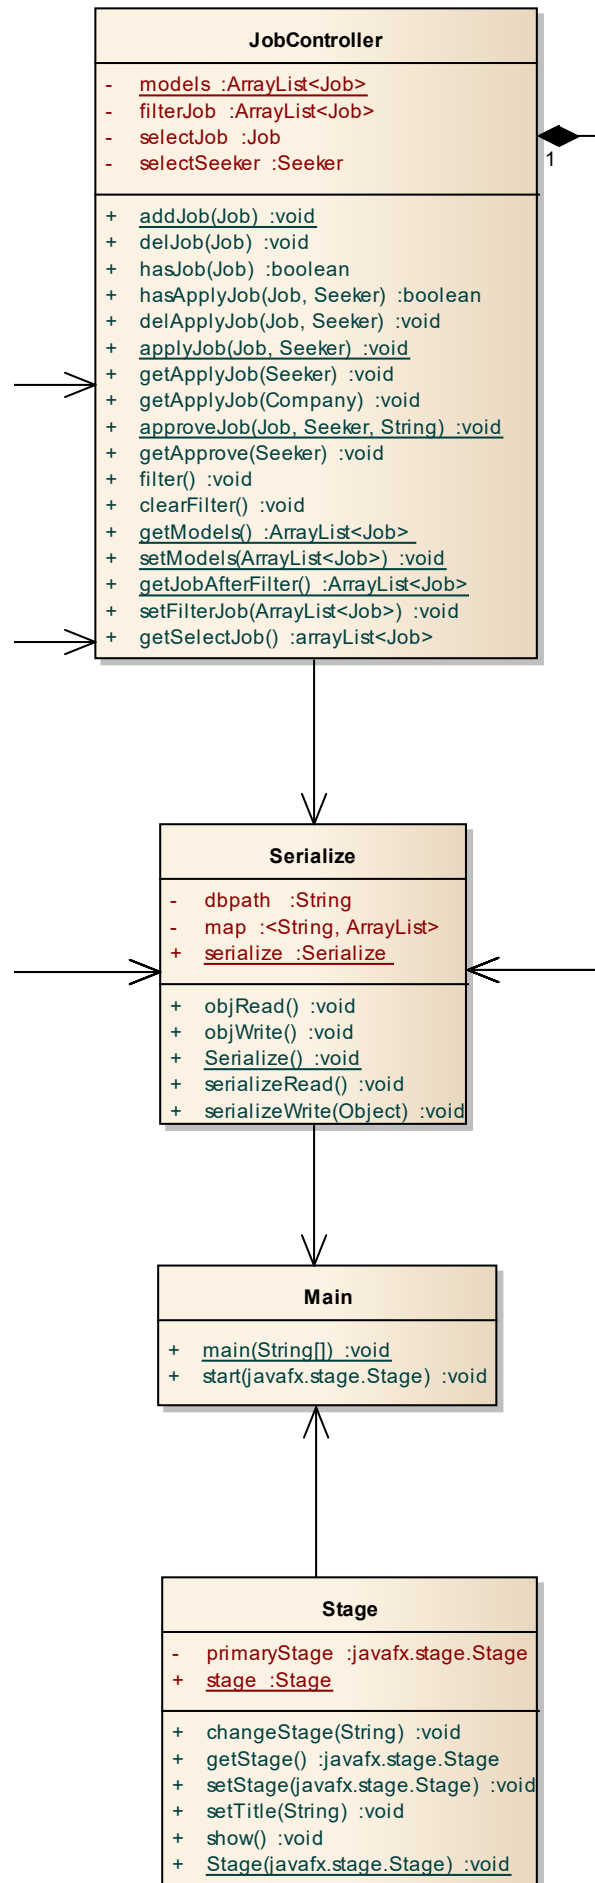 JobController
- models :ArrayList<Job>
- filterJob :ArrayList<Job>
- selectJob :Job
- selectSeeker :Seeker
1
+ addJob(Job) :void
+ delJob(Job) :void
+ hasJob(Job) :boolean
+ hasApplyJob(Job, Seeker) :boolean
+ delApplyJob(Job, Seeker) :void
+ applyJob(Job, Seeker) :void
+ getApplyJob(Seeker) :void
+ getApplyJob(Company) :void
+ approveJob(Job, Seeker, String) :void
+ getApprove(Seeker) :void
+ filter() :void
+ clearFilter() :void
+ getModels() :ArrayList<Job>
+ setModels(ArrayList<Job>) :void
+ getJobAfterFilter() :ArrayList<Job>
+ setFilterJob(ArrayList<Job>) :void
+ getSelectJob() :arrayList<Job>
Serialize
- dbpath :String
- map :<String, ArrayList>
+ serialize :Serialize
+ objRead() :void
+ objWrite() :void
+ Serialize() :void
+ serializeRead() :void
+ serializeWrite(Object) :void
Main
+ main(String[]) :void
+ start(javafx.stage.Stage) :void
Stage
- primaryStage :javafx.stage.Stage
+ stage :Stage
+ changeStage(String) :void
+ getStage() :javafx.stage.Stage
+ setStage(javafx.stage.Stage) :void
+ setTitle(String) :void
+ show() :void
+ Stage(javafx.stage.Stage) :void